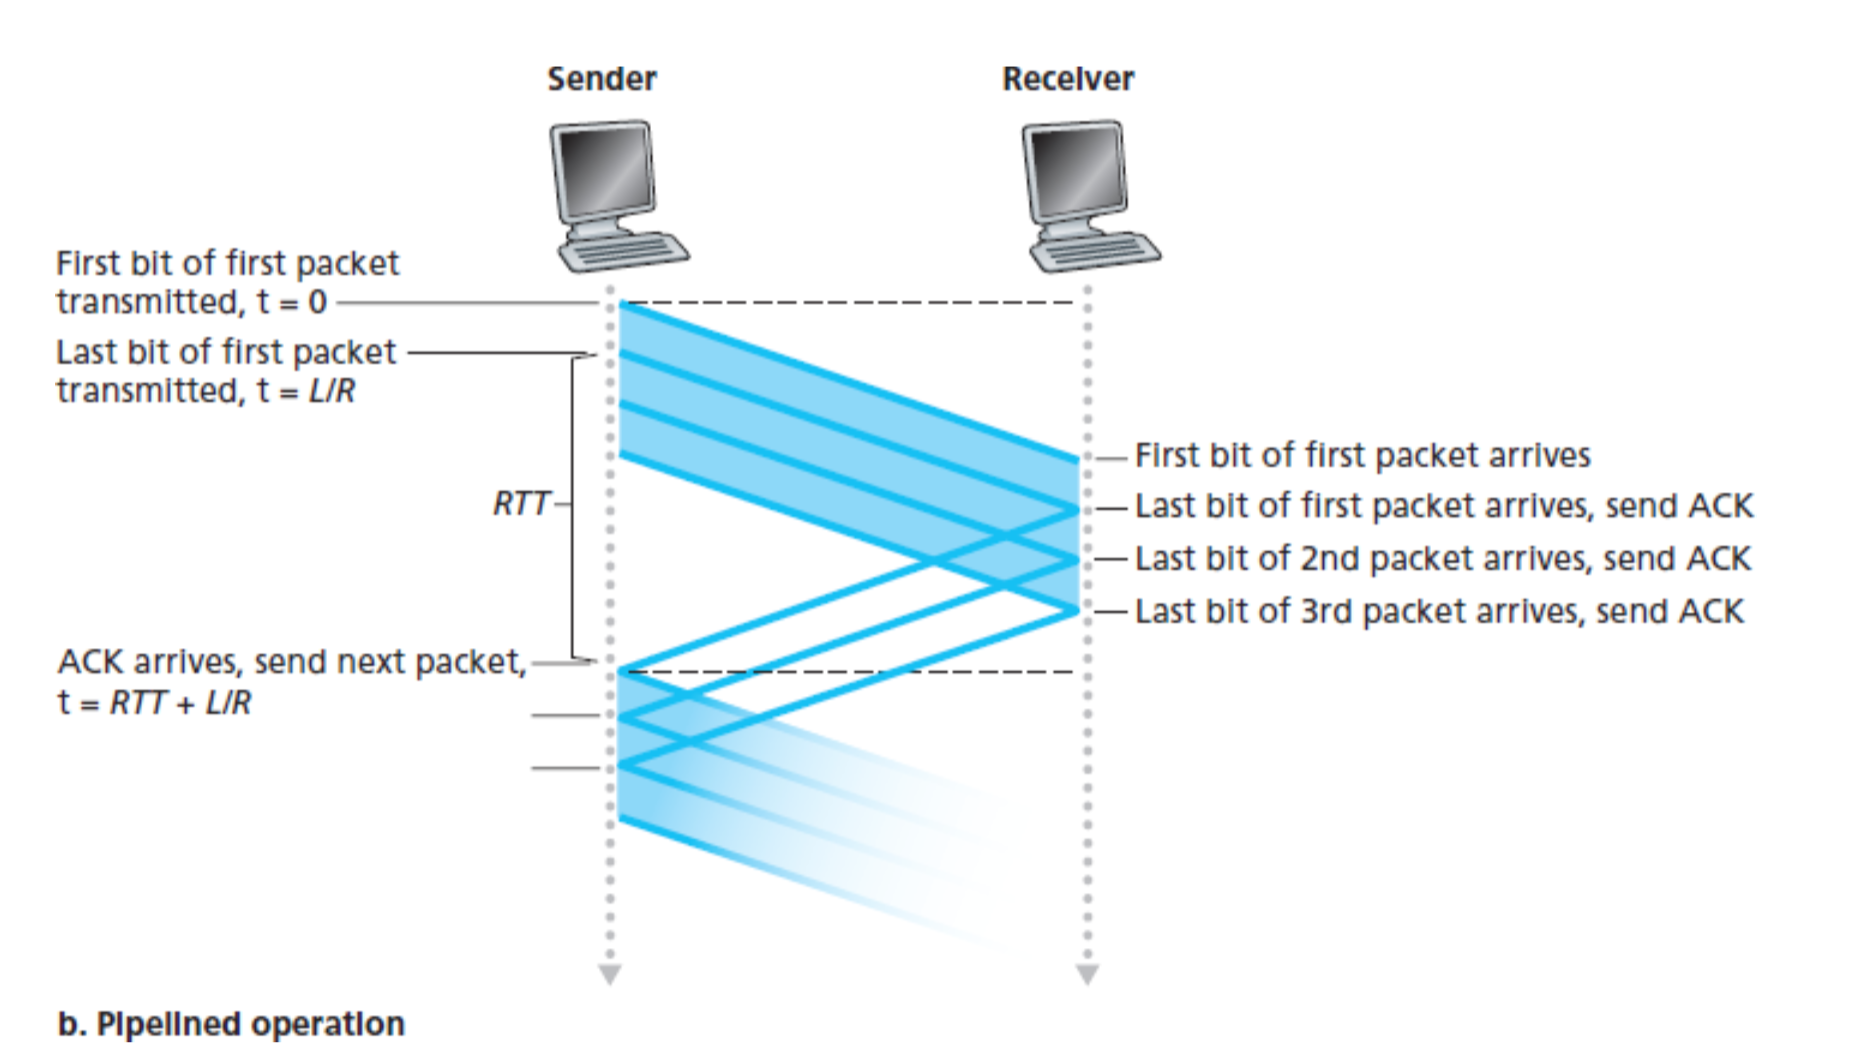 Sender
Receiver
First bit of first packet
transmitted, t = 0
Last bit of first packet
transmitted, t = L/R
First bit of first packet arrives
RTT
Last bit of first packet arrives, send ACK
Last bit of 2nd packet arrives, send ACK
Last bit of 3rd packet arrives, send ACK
ACK arrives, send next packet,
t = RTT + L/R
b. Pipelined operation